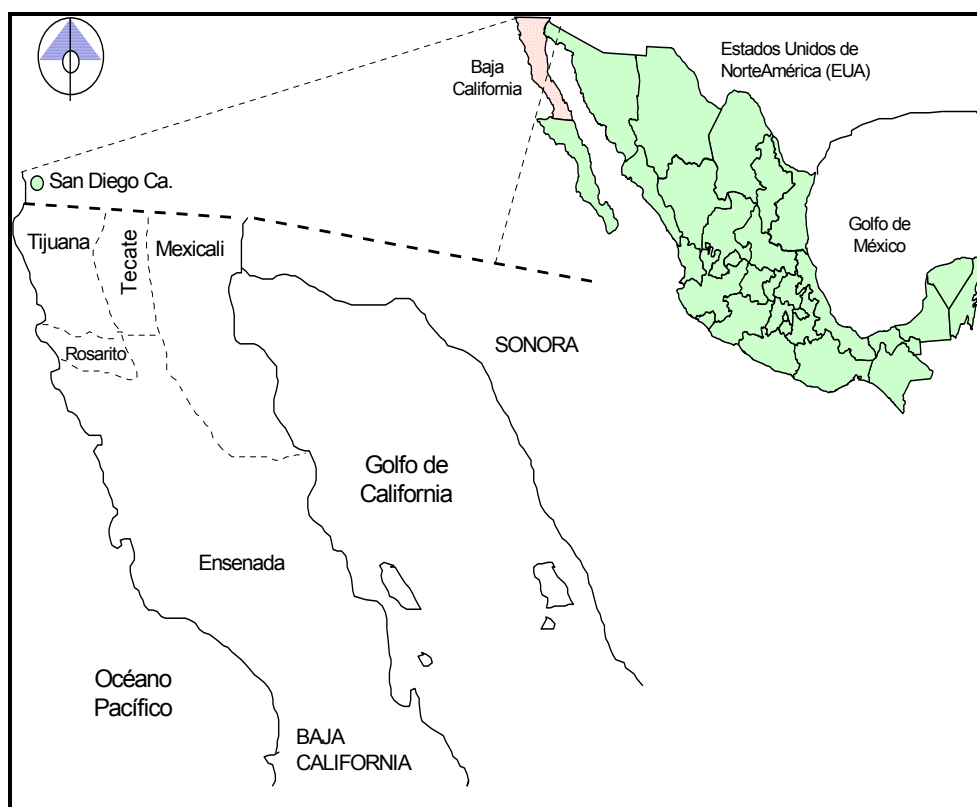 Estados Unidos de
NorteAmérica (EUA)
Baja
California
San Diego Ca.
Golfo de
México
Tijuana
Tecate
Mexicali
SONORA
Rosarito
Golfo de
California
Ensenada
Océano
Pacífico
BAJA
CALIFORNIA